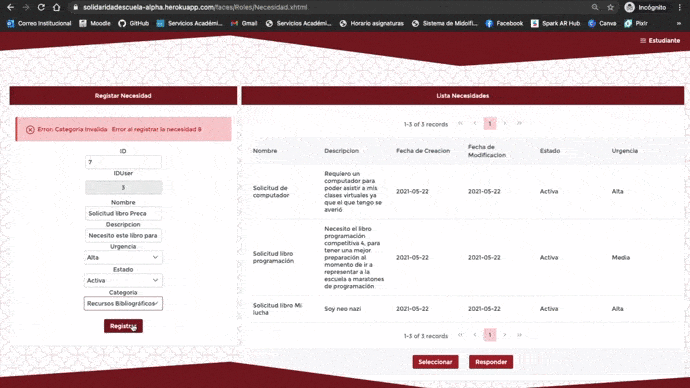 solidaridadescuela-alpha.herokuapp.com/faces/Roles/Necesidad.xhtml
Incógnito
Correo Institucional
Moodle
GitHub
Servicios Académi...
Gmail
Servicios Académi...
Horario asignaturas
Sistema de Midolfi...
Facebook
Spark AR Hub
Canva
Pixlr
»
Estudiante
Registar Necesidad
Error: Categoria Invalida Error al registrar la necesidad 8
ID
7
IDUser
3
Nombre
Solicitud libro Preca
Descripcion
Necesito este libro para
Urgencia
Alta
Estado
Activa
Categoria
Recursos Bibliográficos
Registrar
Lista Necesidades
1-3 of 3 records
1
Nombre Descripcion Fecha de Creacion Fecha de Modificacion Estado Urgencia
Solicitud de computador
Requiero un computador para
poder asistir a mis
clases virtuales ya
que el que tengo se
averió
2021-05-22 2021-05-22 Activa Alta
Solicitud libro programación
Necesito el libro
programación
competitiva 4, para
tener una mejor
preparación al
momento de ir a
representar a la
escuela a maratones
de programación
2021-05-22 2021-05-22 Activa Media
Solicitud libro Mi lucha
Soy neo nazi
2021-05-22 2021-05-22 Activa Alta
1-3 of 3 records
1
Seleccionar
Responder